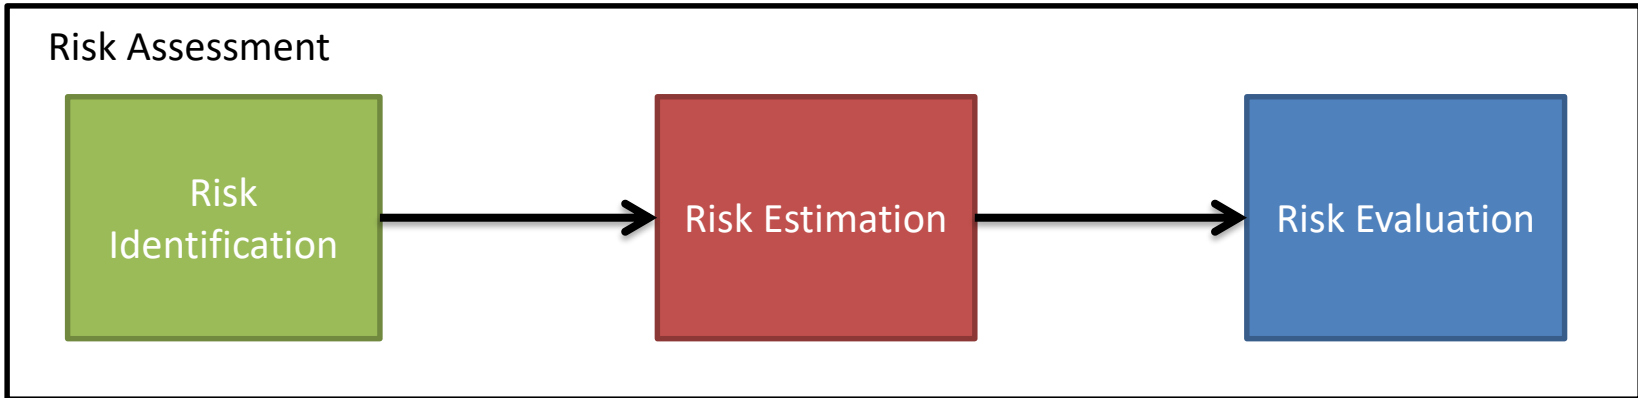 Risk Assessment
Risk
Identification
Risk Estimation
Risk Evaluation